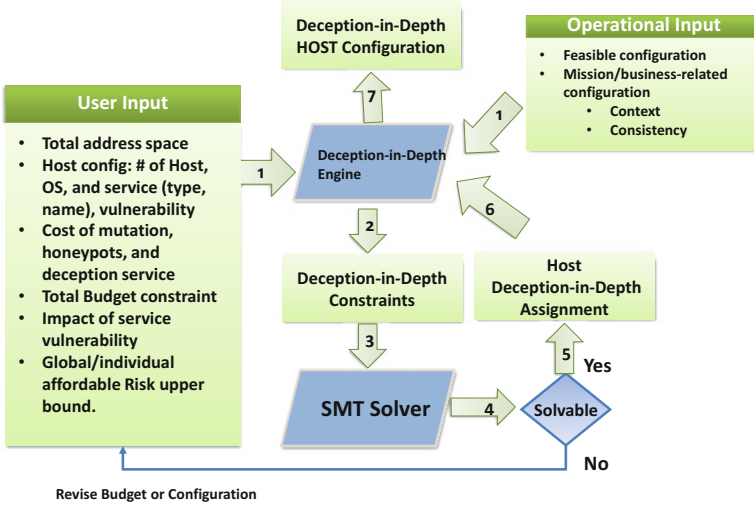 Deception-in-Depth
HOST Configuration
Operational Input
• Feasible configuration
• Mission/business-related
configuration
• Context
• Consistency
7
1
User Input
• Total address space
• Host config: # of Host,
OS, and service (type,
name), vulnerability
• Cost of mutation,
honeypots, and
deception service
• Total Budget constraint
• Impact of service
vulnerability
• Global/individual
affordable Risk upper
bound.
1
Deception-in-Depth
Engine
2
6
Deception-in-Depth
Constraints
Host
Deception-in-Depth
Assignment
3
5
Yes
SMT Solver
4
Solvable
No
Revise Budget or Configuration